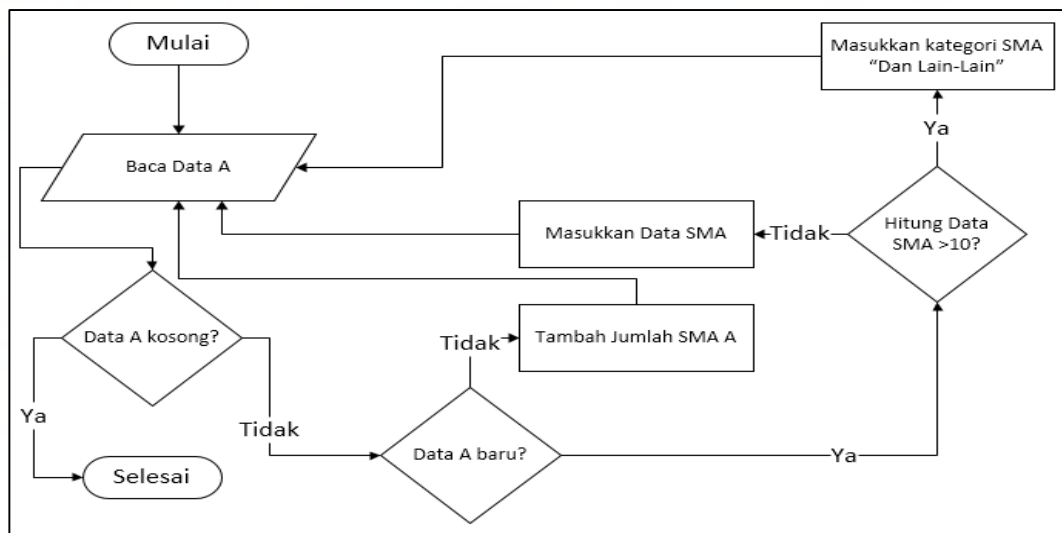 Mulai
Masukkan kategori SMA
“Dan Lain-Lain”
Ya
Baca Data A
Hitung Data
SMA >10?
Tidak
Masukkan Data SMA
Data A kosong?
Tidak
Tambah Jumlah SMA A
Ya
Tidak
Data A baru?
Ya
Selesai